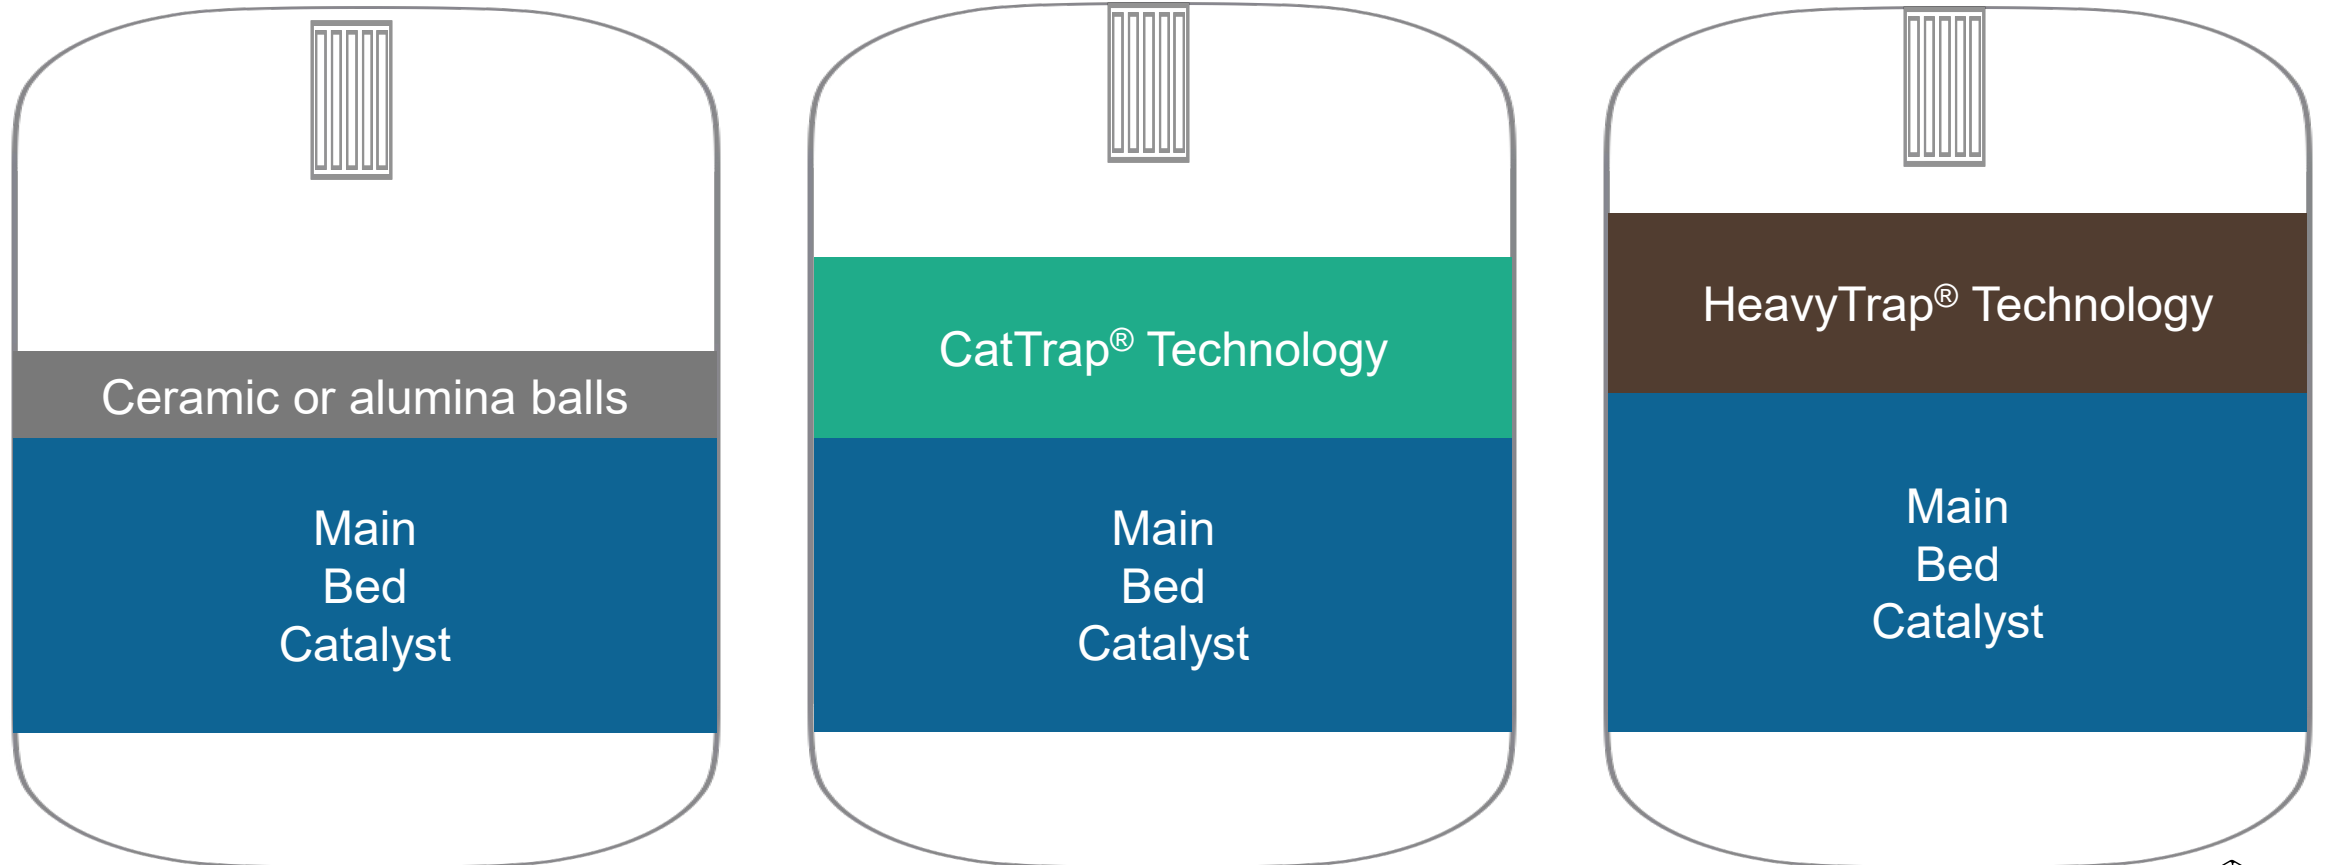 Ceramic or alumina balls
Main
Bed
Catalyst
CatTrap® Technology
Main
Bed
Catalyst
HeavyTrap® Technology
Main
Bed
Catalyst